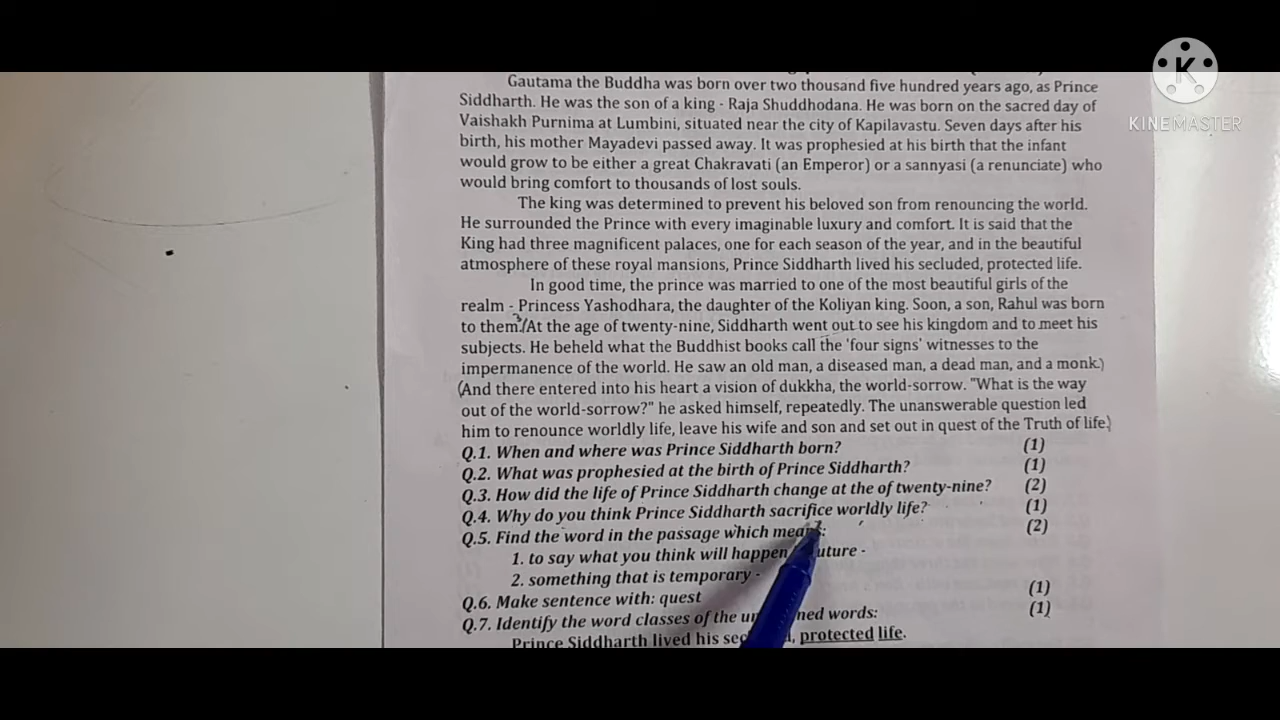 KINEMASTER
Gautama the Buddha was born over two thousand five hundred years ago, as Prince
Siddharth. He was the son of a king - Raja Shuddhodana. He was born on the sacred day of
Vaishakh Purnima at Lumbini, situated near the city of Kapilavastu. Seven days after his
birth, his mother Mayadevi passed away. It was prophesied at his birth that the infant
would grow to be either a great Chakravati (an Emperor) or a sannyasi (a renunciate) who
would bring comfort to thousands of lost souls.
The king was determined to prevent his beloved son from renouncing the world.
He surrounded the Prince with every imaginable luxury and comfort. It is said that the
King had three magnificent palaces, one for each season of the year, and in the beautiful
atmosphere of these royal mansions, Prince Siddharth lived his secluded, protected life.
In good time, the prince was married to one of the most beautiful girls of the
realm - Princess Yashodhara, the daughter of the Koliyan king. Soon, a son, Rahul was born
to them. (At the age of twenty-nine, Siddharth went out to see his kingdom and to meet his
subjects. He beheld what the Buddhist books call the 'four signs' witnesses to the
impermanence of the world. He saw an old man, a diseased man, a dead man, and a monk.)
(And there entered into his heart a vision of dukkha, the world-sorrow. "What is the way
out of the world-sorrow?" he asked himself, repeatedly. The unanswerable question led
him to renounce worldly life, leave his wife and son and set out in quest of the Truth of life.)
Q.1. When and where was Prince Siddharth born? (1)
Q.2. What was prophesied at the birth of Prince Siddharth? (1)
Q.3. How did the life of Prince Siddharth change at the of twenty-nine? (2)
Q.4. Why do you think Prince Siddharth sacrifice worldly life? (1)
Q.5. Find the word in the passage which means: (2)
1. to say what you think will happen future -
2. something that is temporary -
Q.6. Make sentence with: quest (1)
Q.7. Identify the word classes of the words: (1)
Prince Siddharth lived his protected life.